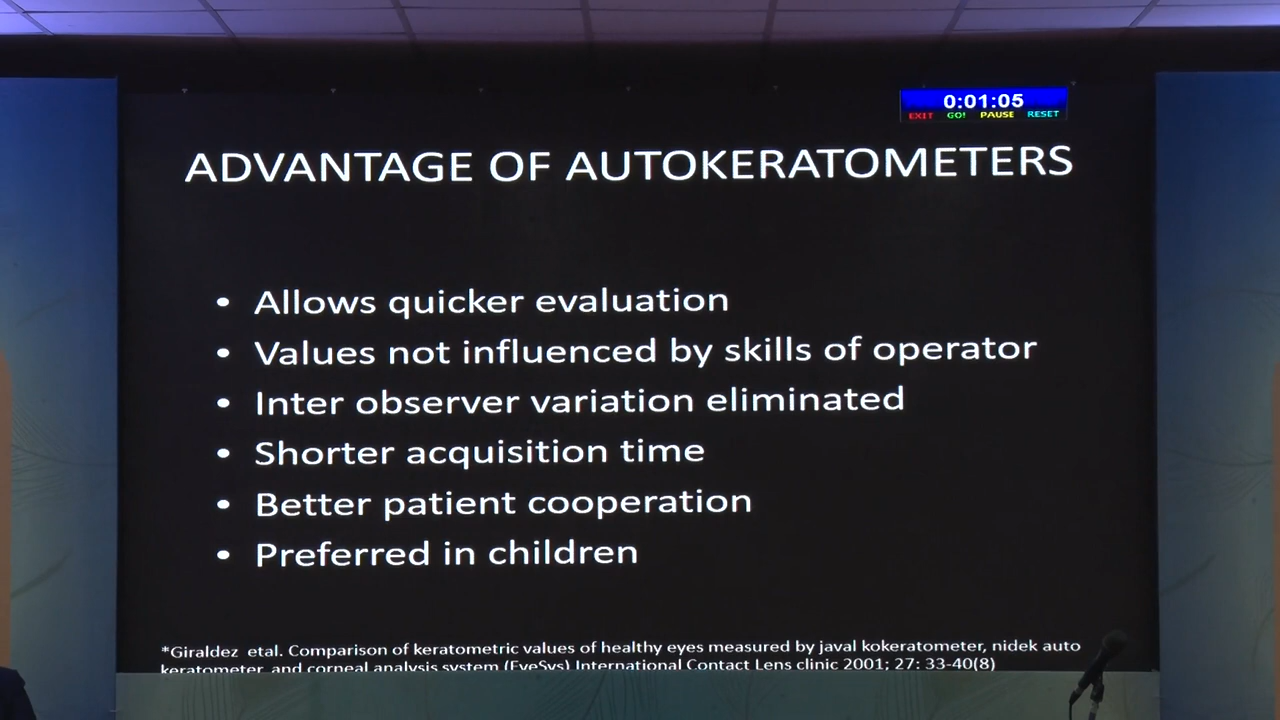 0:01:05
EXIT GO! PAUSE RESET
ADVANTAGE OF AUTOKERATOMETERS
• Allows quicker evaluation
• Values not influenced by skills of operator
• Inter observer variation eliminated
• Shorter acquisition time
• Better patient cooperation
• Preferred in children
*Giraldez etal. Comparison of keratometric values of healthy eyes measured by javal kokeratometer, nidek auto
keratometer, and corneal analysis system (EyeSys) International Contact Lens clinic 2001; 27: 33-40(8)